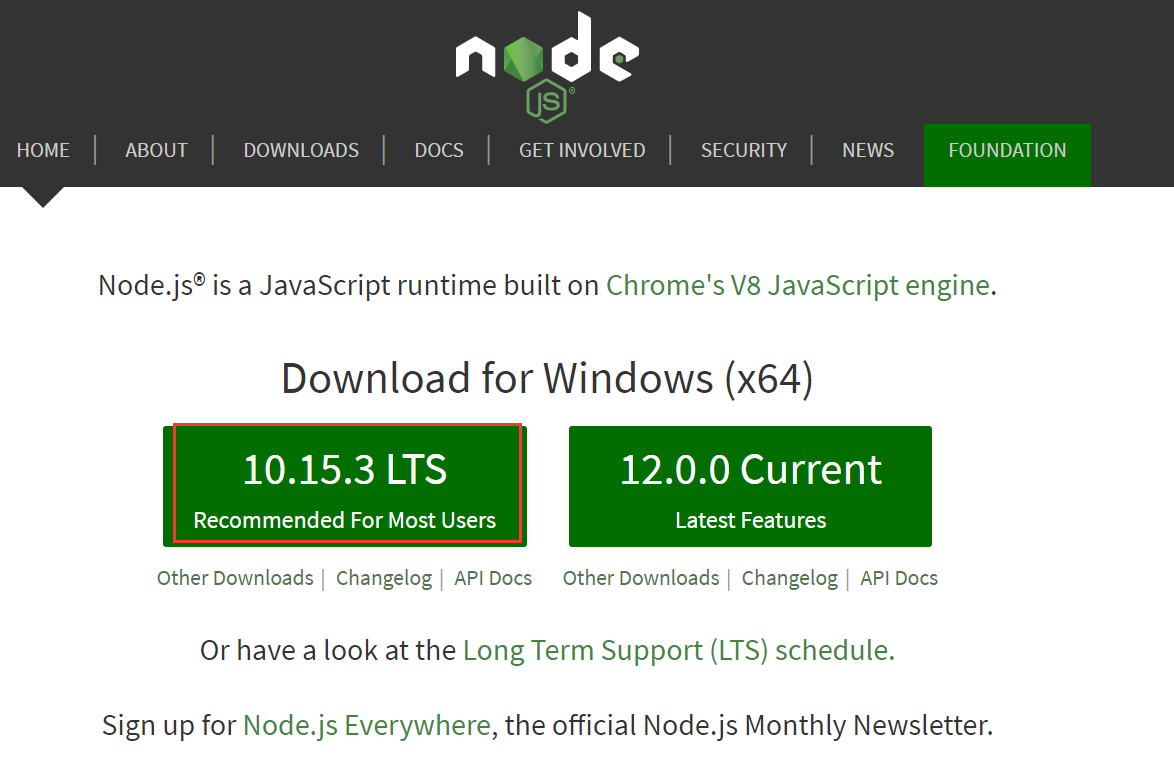 node
JS®
HOME | ABOUT | DOWNLOADS | DOCS | GET INVOLVED | SECURITY | NEWS FOUNDATION
Node.js® is a JavaScript runtime built on Chrome's V8 JavaScript engine.
Download for Windows (x64)
10.15.3 LTS
Recommended For Most Users
12.0.0 Current
Latest Features
Other Downloads | Changelog | API Docs
Other Downloads | Changelog | API Docs
Or have a look at the Long Term Support (LTS) schedule.
Sign up for Node.js Everywhere, the official Node.js Monthly Newsletter.